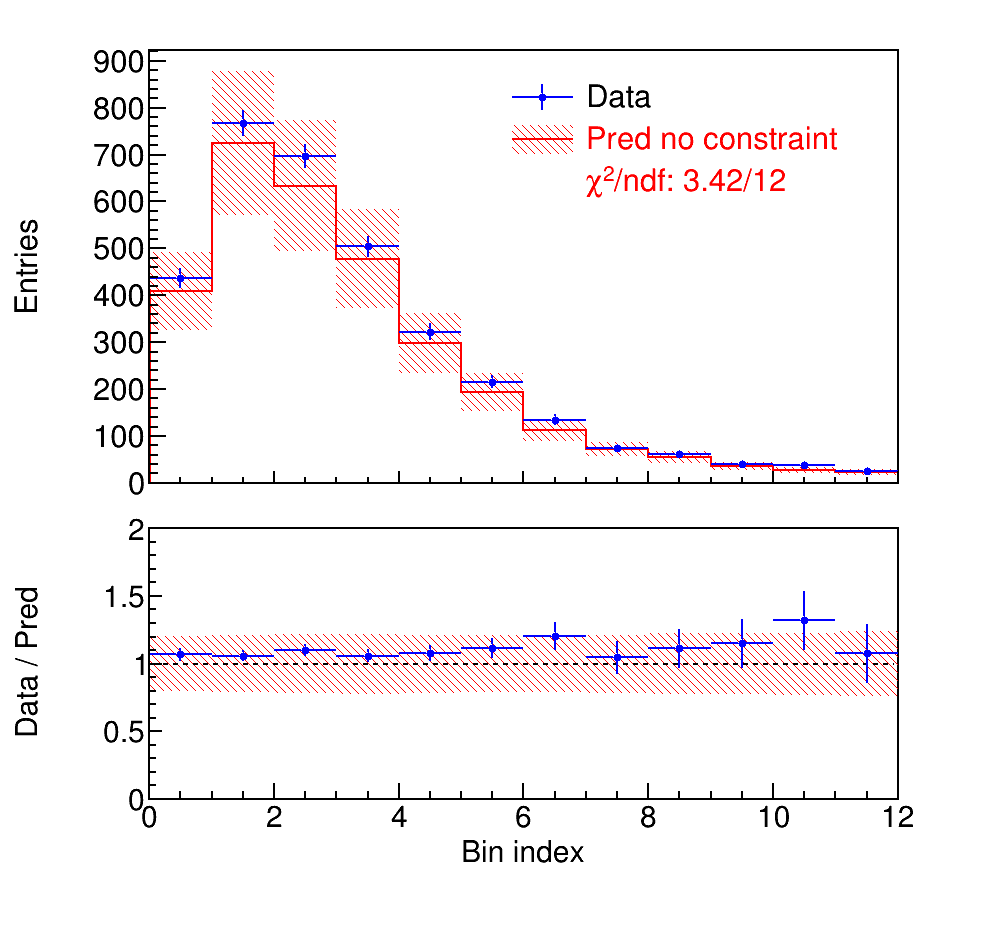 Entries
900
800
700
600
500
400
300
200
100
0
Data
Pred no constraint
χ²/ndf: 3.42/12
Data / Pred
2
1.5
1
0.5
0
0 2 4 6 8 10 12
Bin index